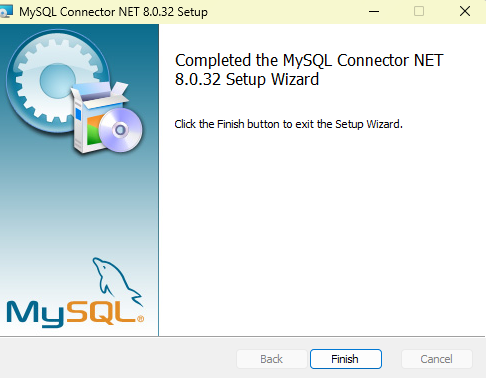 MySQL Connector NET 8.0.32 Setup
Completed the MySQL Connector NET
8.0.32 Setup Wizard
Click the Finish button to exit the Setup Wizard.
MySQL®
Back
Finish
Cancel